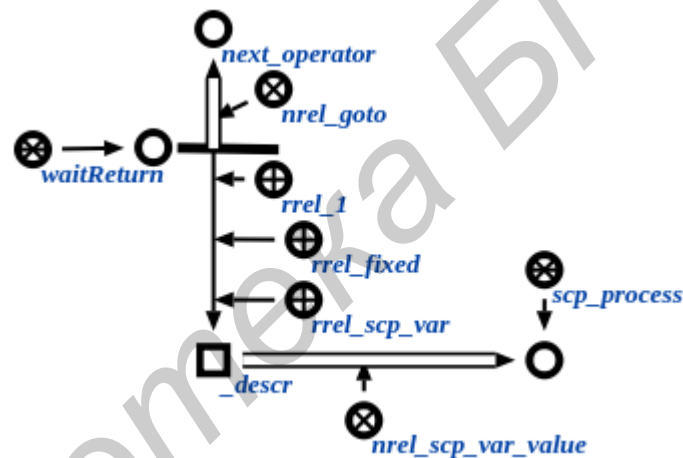 next_operator
nrel_goto
waitReturn
rrel_1
rrel_fixed
scp_process
rrel_scp_var
_descr
nrel_scp_var_value